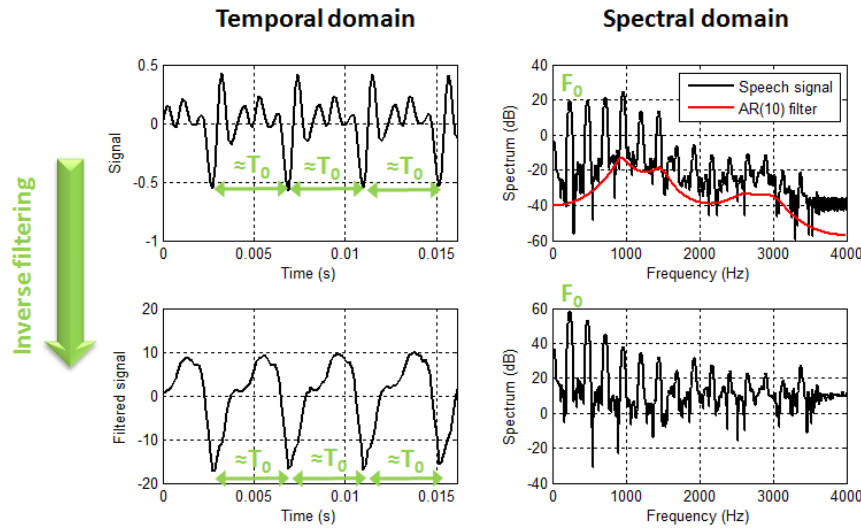 Temporal domain
Spectral domain
Inverse filtering
0.5
0
-0.5
-1
Signal
≈T0
≈T0
≈T0
0
0.005
0.01
0.015
Time (s)
40
20
0
-20
-40
-60
Spectrum (dB)
F0
Speech signal
AR(10) filter
0
1000
2000
3000
4000
Frequency (Hz)
20
10
0
-10
-20
Filtered signal
≈T0
≈T0
≈T0
0
0.005
0.01
0.015
Time (s)
60
40
20
0
-20
-40
Spectrum (dB)
F0
0
1000
2000
3000
4000
Frequency (Hz)